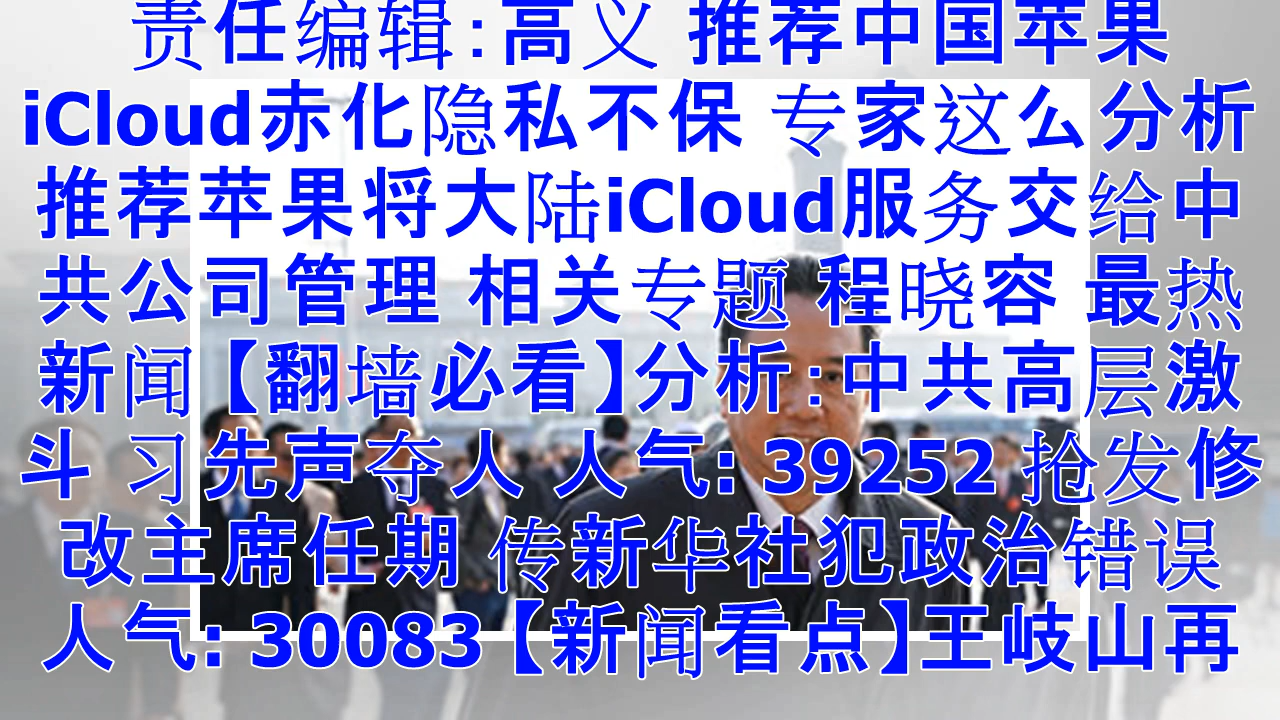 责任编辑:高义 推荐中国苹果
iCloud赤化隐私不保 专家这么分析
推荐苹果将大陆iCloud服务交给中
共公司管理 相关专题 程晓容 最热
新闻【翻墙必看】分析:中共高层激
斗 习先声夺人 人气: 39252 抢发修
改主席任期 传新华社犯政治错误
人气: 30083【新闻看点】王岐山再